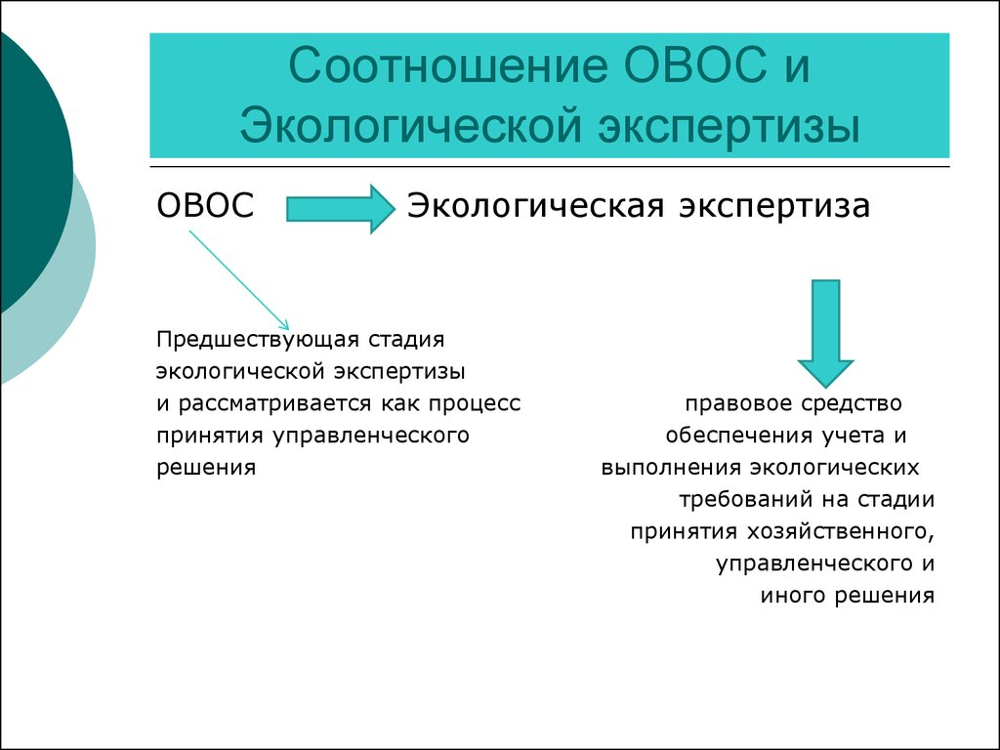 Соотношение ОВОС и
Экологической экспертизы
ОВОС
Экологическая экспертиза
Предшествующая стадия
экологической экспертизы
и рассматривается как процесс
принятия управленческого
решения
правовое средство
обеспечения учета и
выполнения экологических
требований на стадии
принятия хозяйственного,
управленческого и
иного решения